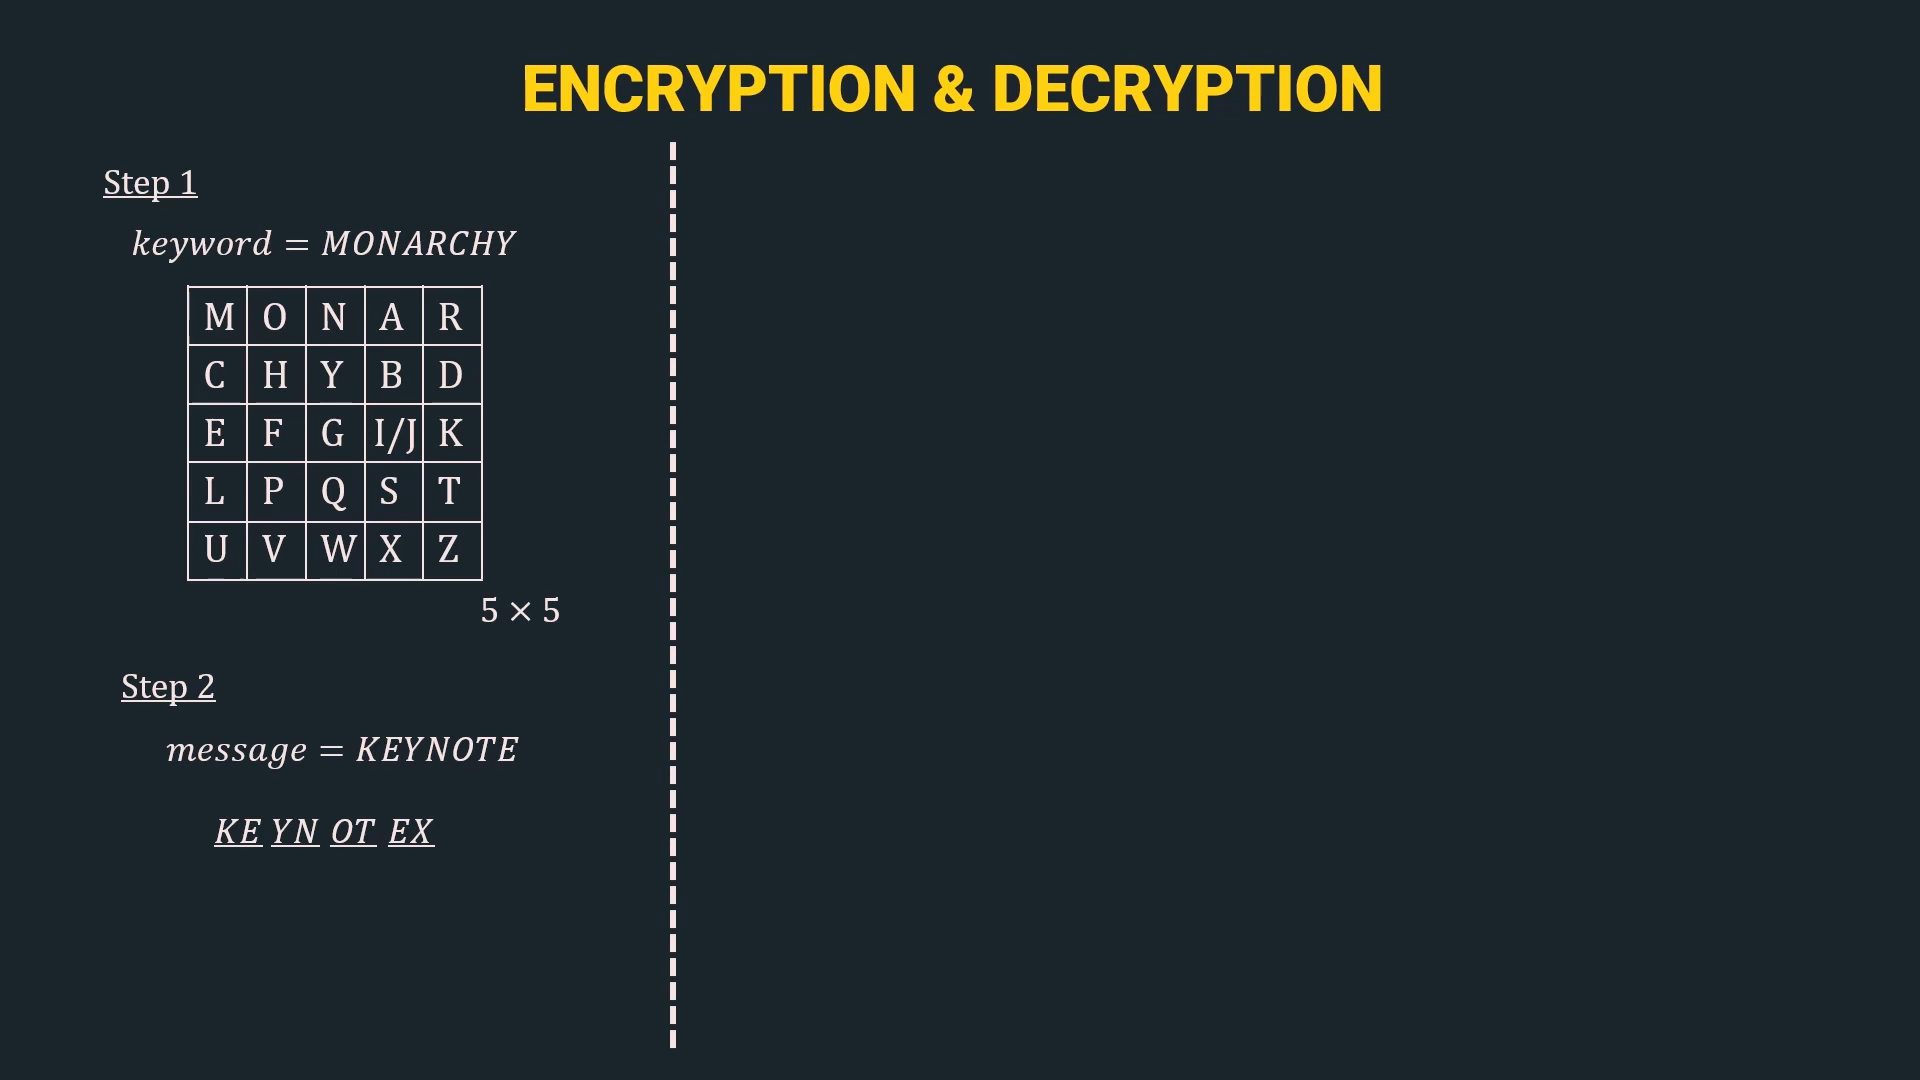 ENCRYPTION & DECRYPTION
Step 1
keyword = MONARCHY
M O N A R
C H Y B D
E F G I/J K
L P Q S T
U V W X Z
5 × 5
Step 2
message = KEYNOTE
KE YN OT EX